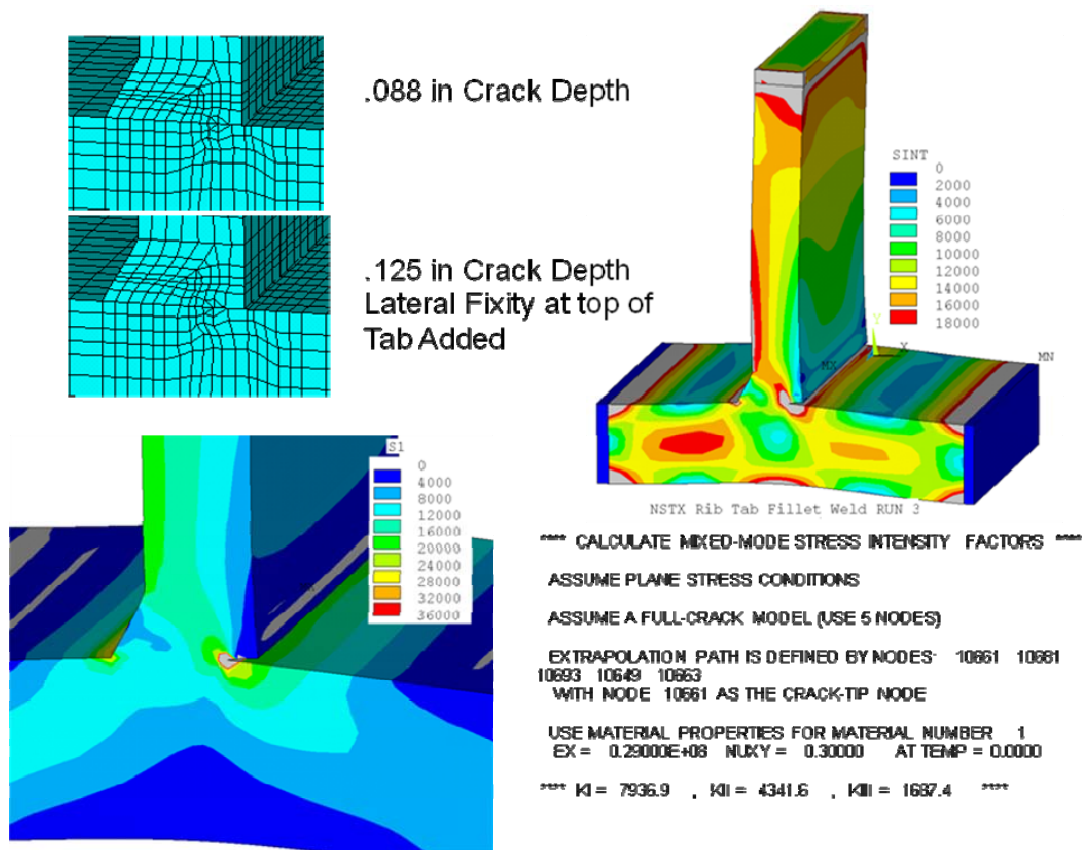 .088 in Crack Depth
.125 in Crack Depth
Lateral Fixity at top of
Tab Added
SINT
0
2000
4000
6000
8000
10000
12000
14000
16000
18000
Y
X
MX
MN
NSTX Rib Tab Fillet Weld RUN 3
S1
0
4000
8000
12000
16000
20000
24000
28000
32000
36000
**** CALCULATE MIXED-MODE STRESS INTENSITY FACTORS ****
ASSUME PLANE STRESS CONDITIONS
ASSUME A FULL-CRACK MODEL (USE 5 NODES)
EXTRAPOLATION PATH IS DEFINED BY NODES: 10661 10681
10693 10649 10663
WITH NODE 10661 AS THE CRACK-TIP NODE
USE MATERIAL PROPERTIES FOR MATERIAL NUMBER 1
EX = 0.29000E+08 NUXY = 0.30000 AT TEMP = 0.0000
**** KI = 7936.9 , KII = 4341.6 , KIII = 1687.4 ****